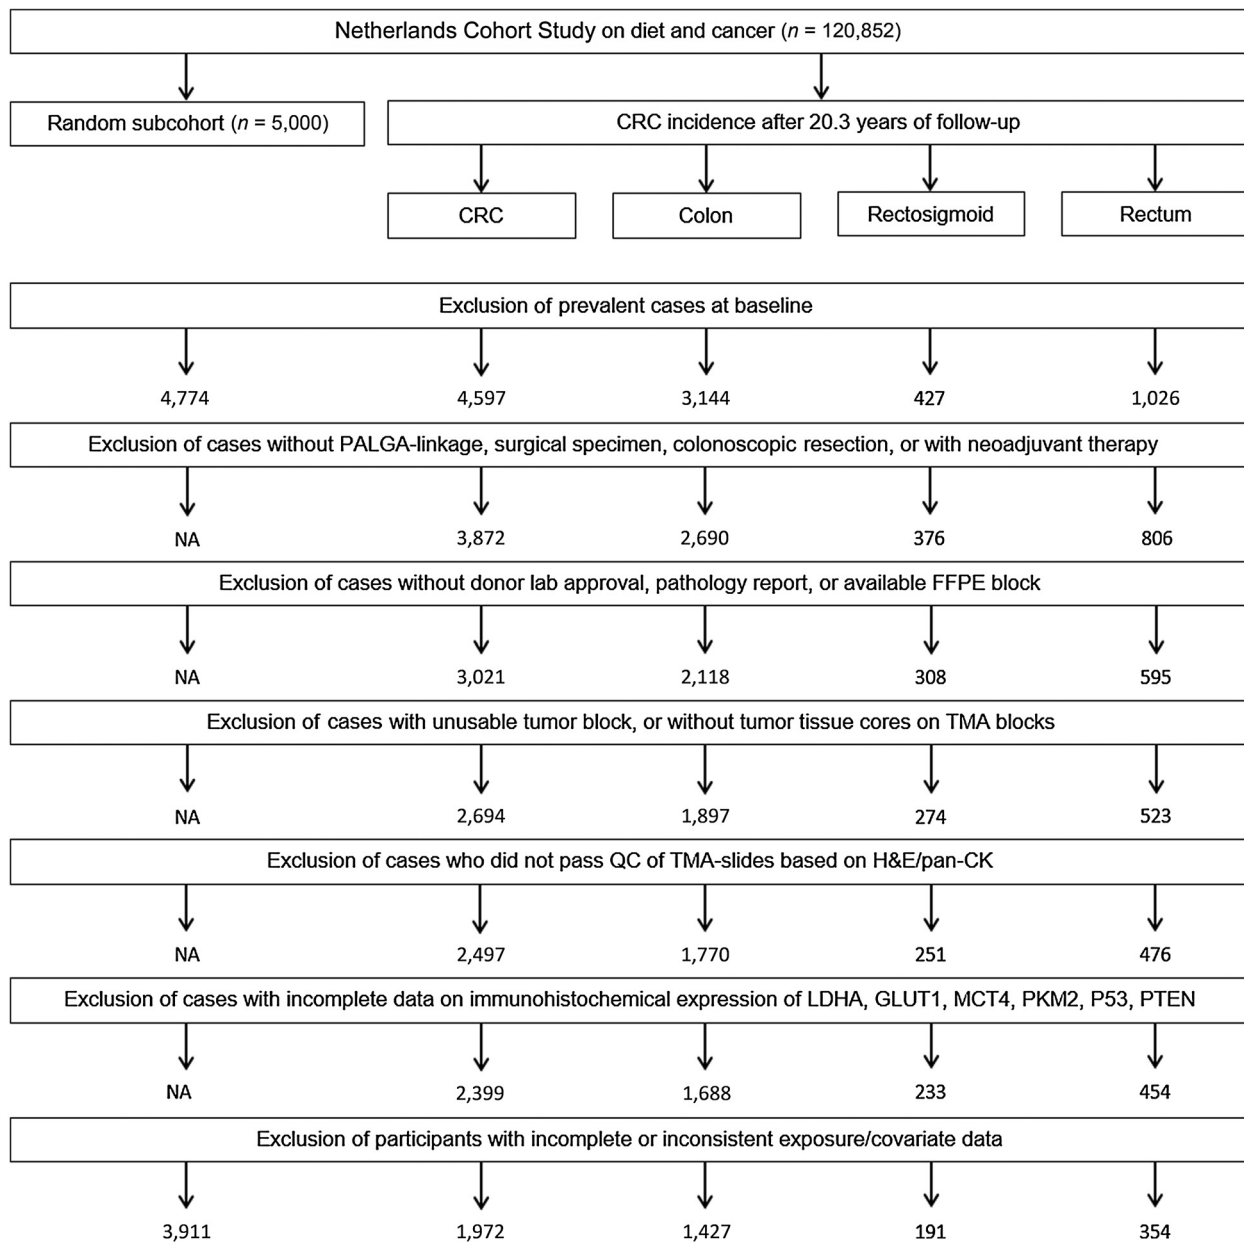 Netherlands Cohort Study on diet and cancer (n = 120,852)
Random subcohort (n = 5,000)
CRC incidence after 20.3 years of follow-up
CRC
Colon
Rectosigmoid
Rectum
Exclusion of prevalent cases at baseline
4,774 4,597 3,144 427 1,026
Exclusion of cases without PALGA-linkage, surgical specimen, colonoscopic resection, or with neoadjuvant therapy
NA 3,872 2,690 376 806
Exclusion of cases without donor lab approval, pathology report, or available FFPE block
NA 3,021 2,118 308 595
Exclusion of cases with unusable tumor block, or without tumor tissue cores on TMA blocks
NA 2,694 1,897 274 523
Exclusion of cases who did not pass QC of TMA-slides based on H&E/pan-CK
NA 2,497 1,770 251 476
Exclusion of cases with incomplete data on immunohistochemical expression of LDHA, GLUT1, MCT4, PKM2, P53, PTEN
NA 2,399 1,688 233 454
Exclusion of participants with incomplete or inconsistent exposure/covariate data
3,911 1,972 1,427 191 354